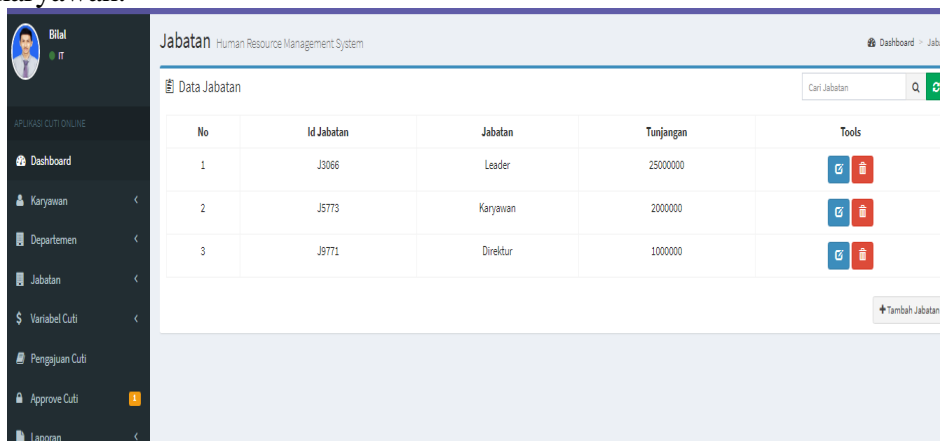 Bilal
IT
APLIKASI CUTI ONLINE
Dashboard
Karyawan
Departemen
Jabatan
Variabel Cuti
Pengajuan Cuti
Approve Cuti 1
Laporan
Jabatan Human Resource Management System
Dashboard > Jaba
Data Jabatan
Cari Jabatan
No Id Jabatan Jabatan Tunjangan Tools
1 J3066 Leader 25000000
2 J5773 Karyawan 2000000
3 J9771 Direktur 1000000
Tambah Jabatan